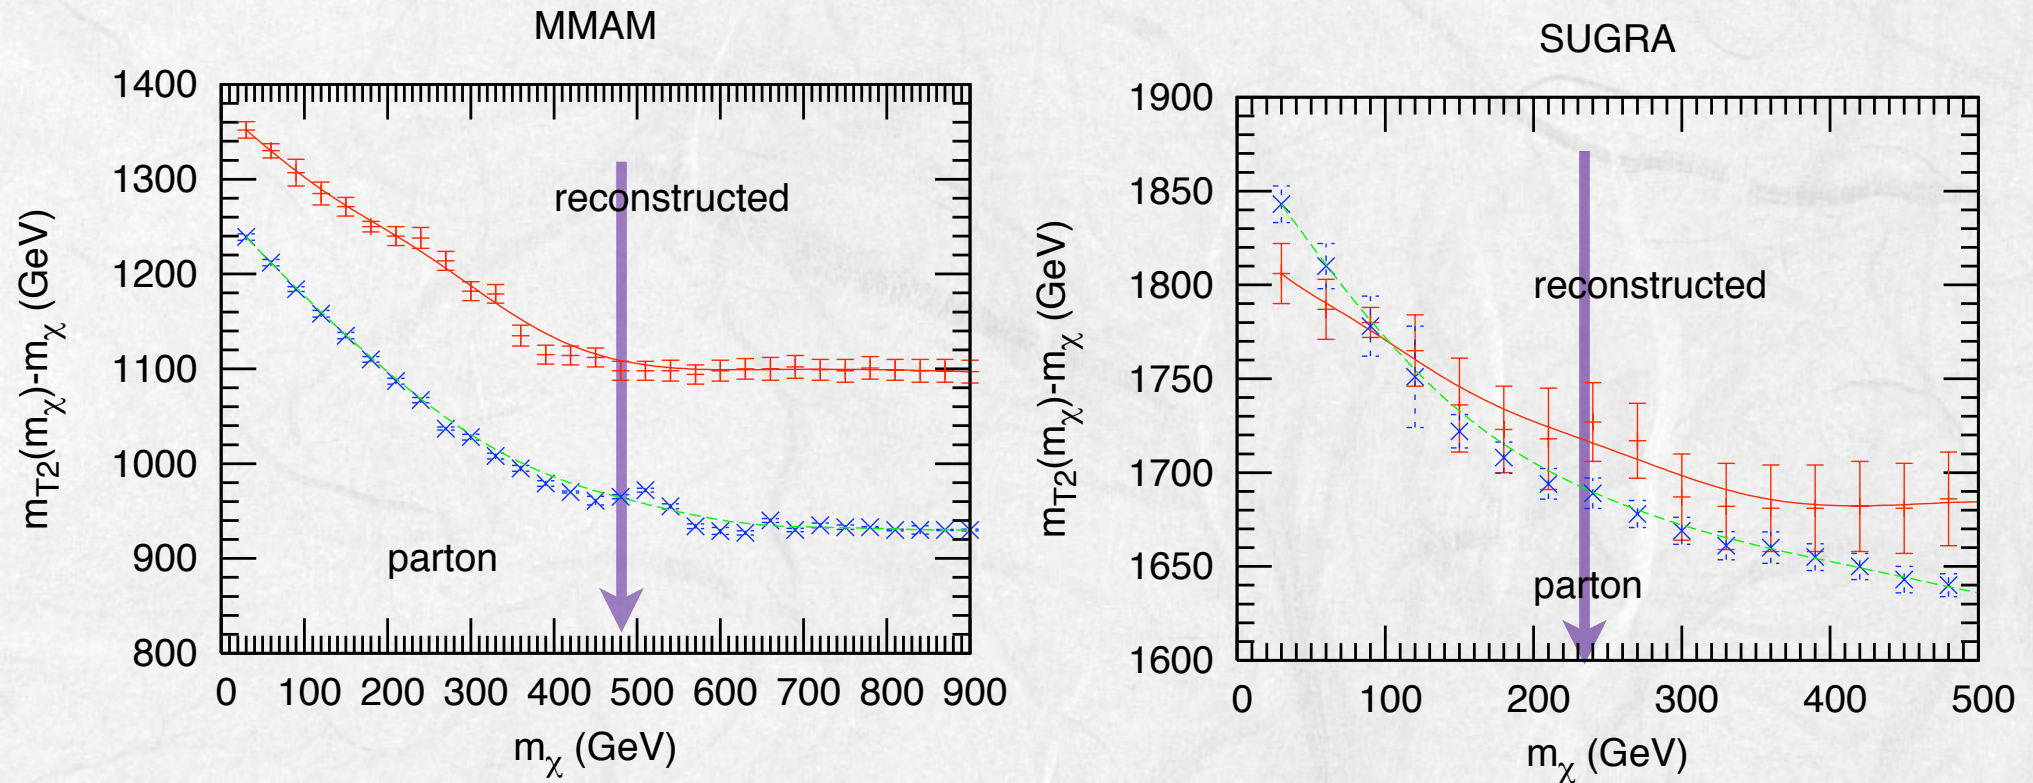 MMAM
1400
1300
1200
1100
1000
900
800
0 100 200 300 400 500 600 700 800 900
m_T2(m_χ)-m_χ (GeV)
m_χ (GeV)
reconstructed
parton
SUGRA
1900
1850
1800
1750
1700
1650
1600
0 100 200 300 400 500
m_T2(m_χ)-m_χ (GeV)
m_χ (GeV)
reconstructed
parton